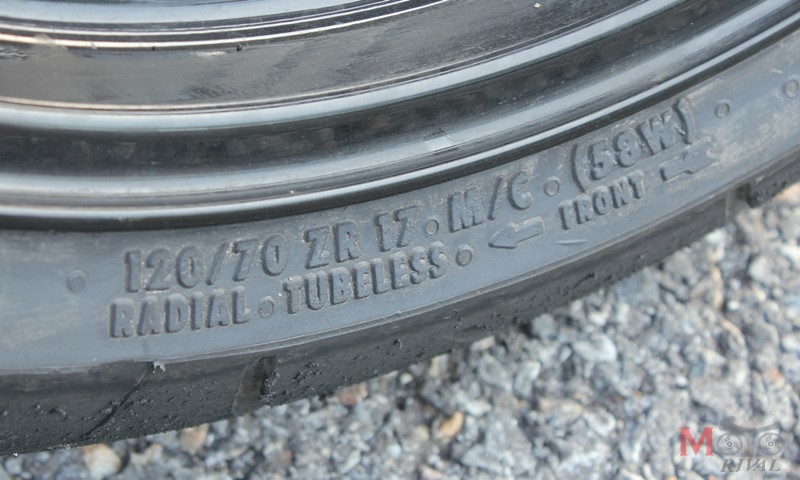 120/70 ZR 17 • M/C • (58W)
RADIAL • TUBELESS • ← FRONT ←
MOTO
RIVAL